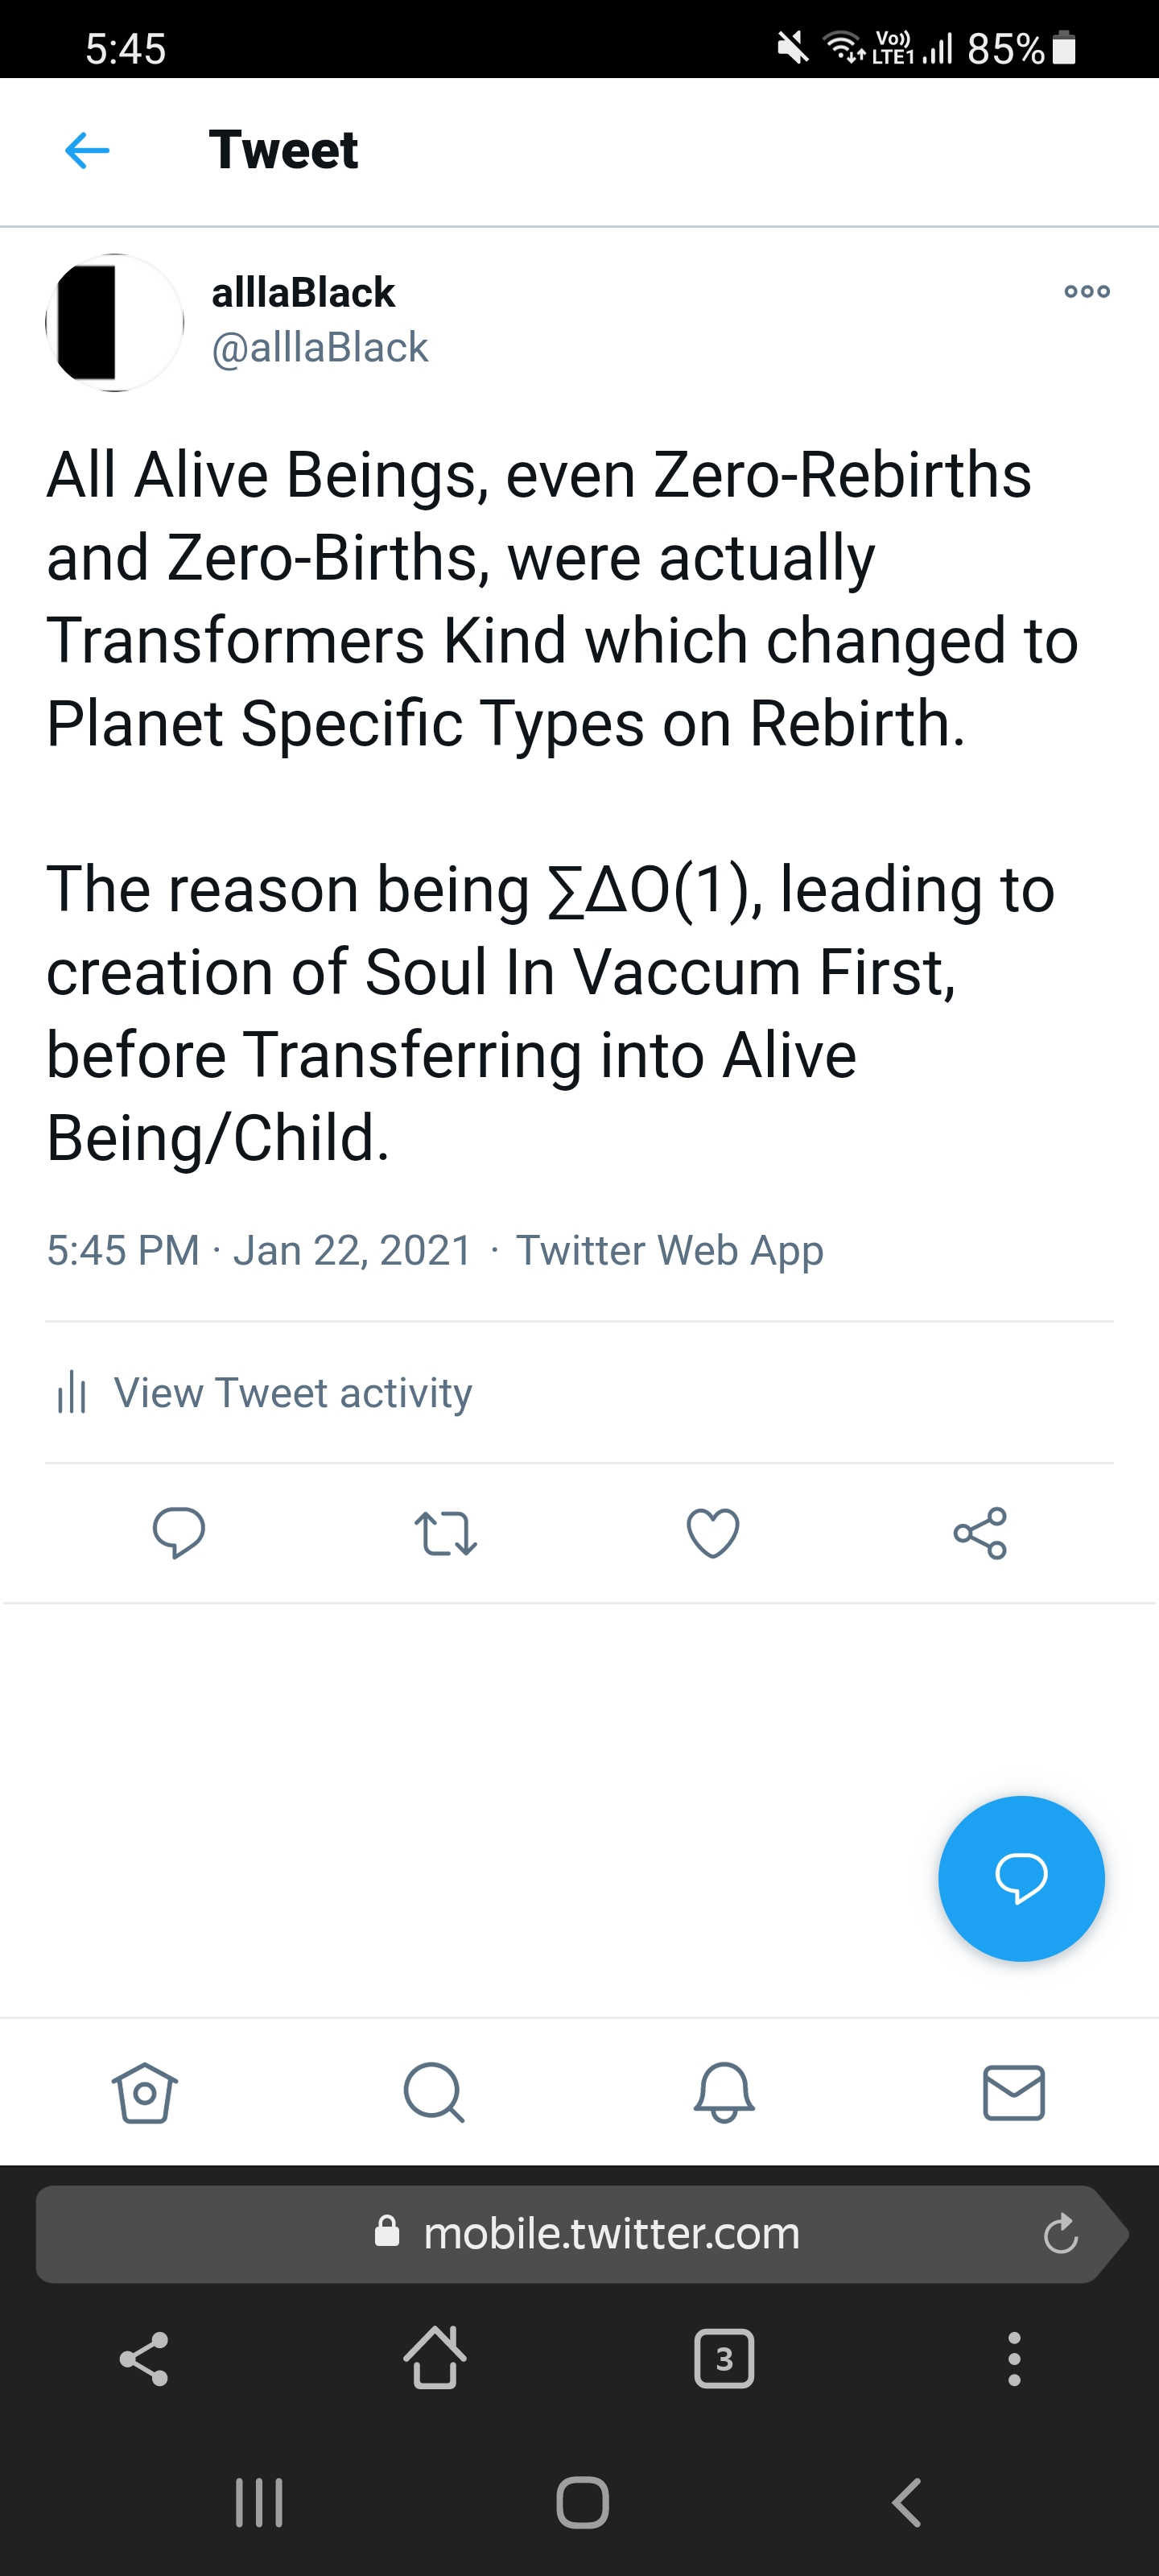 5:45
Vo)) LTE1 85%
Tweet
alllaBlack
@alllaBlack
All Alive Beings, even Zero-Rebirths
and Zero-Births, were actually
Transformers Kind which changed to
Planet Specific Types on Rebirth.
The reason being ∑ΔO(1), leading to
creation of Soul In Vaccum First,
before Transferring into Alive
Being/Child.
5:45 PM · Jan 22, 2021 · Twitter Web App
View Tweet activity
mobile.twitter.com
3